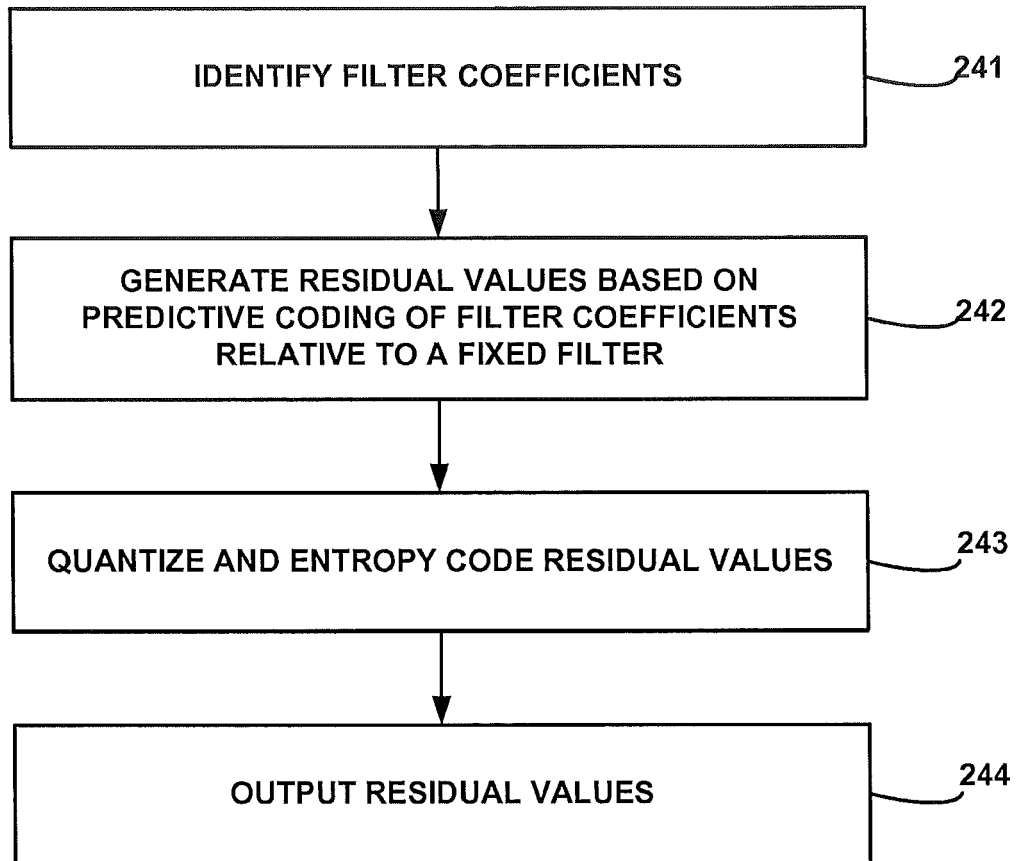 IDENTIFY FILTER COEFFICIENTS
241
GENERATE RESIDUAL VALUES BASED ON
PREDICTIVE CODING OF FILTER COEFFICIENTS
RELATIVE TO A FIXED FILTER
242
QUANTIZE AND ENTROPY CODE RESIDUAL VALUES
243
OUTPUT RESIDUAL VALUES
244